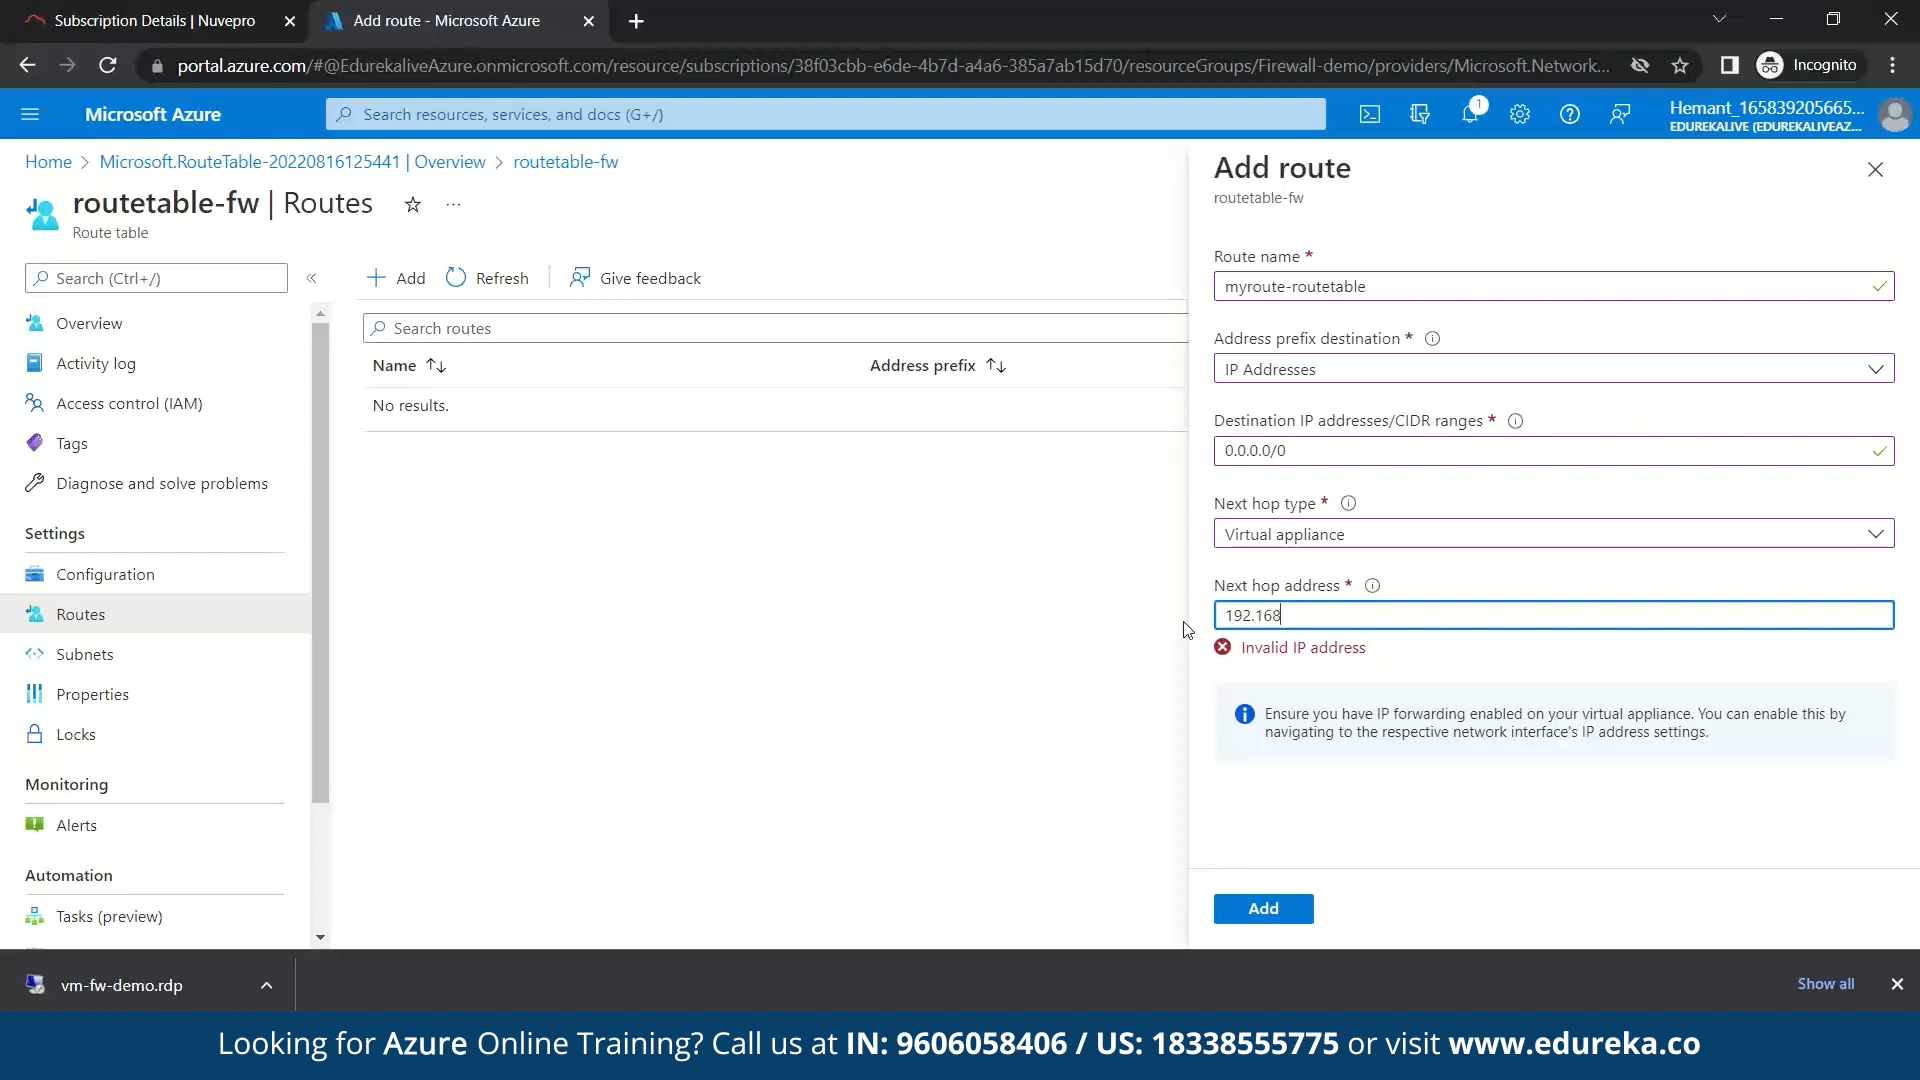 Subscription Details | Nuvepro
Add route - Microsoft Azure
portal.azure.com/#@EdurekaliveAzure.onmicrosoft.com/resource/subscriptions/38f03cbb-e6de-4b7d-a4a6-385a7ab15d70/resourceGroups/Firewall-demo/providers/Microsoft.Network...
Incognito
Microsoft Azure
Search resources, services, and docs (G+/)
1
Hemant_165839205665...
EDUREKALIVE (EDUREKALIVEAZ...
Home > Microsoft.RouteTable-20220816125441 | Overview > routetable-fw
routetable-fw | Routes
Route table
Search (Ctrl+/)
Overview
Activity log
Access control (IAM)
Tags
Diagnose and solve problems
Settings
Configuration
Routes
Subnets
Properties
Locks
Monitoring
Alerts
Automation
Tasks (preview)
Add
Refresh
Give feedback
Search routes
Name
Address prefix
No results.
Add route
routetable-fw
Route name *
myroute-routetable
Address prefix destination *
IP Addresses
Destination IP addresses/CIDR ranges *
0.0.0.0/0
Next hop type *
Virtual appliance
Next hop address *
192.168
Invalid IP address
Ensure you have IP forwarding enabled on your virtual appliance. You can enable this by
navigating to the respective network interface's IP address settings.
Add
vm-fw-demo.rdp
Show all
Looking for Azure Online Training? Call us at IN: 9606058406 / US: 18338555775 or visit www.edureka.co